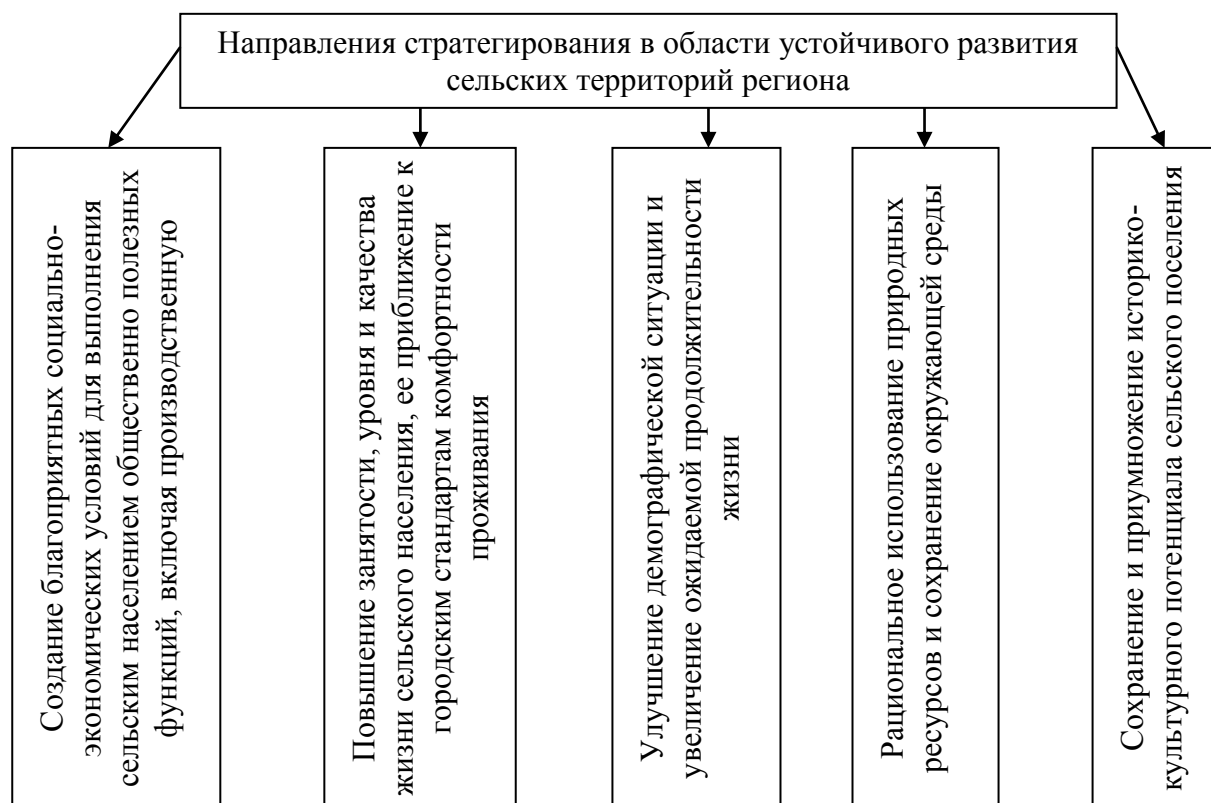 Направления стратегирования в области устойчивого развития
сельских территорий региона
Создание благоприятных социально-
экономических условий для выполнения
сельским населением общественно полезных
функций, включая производственную
Повышение занятости, уровня и качества
жизни сельского населения, ее приближение к
городским стандартам комфортности
проживания
Улучшение демографической ситуации и
увеличение ожидаемой продолжительности
жизни
Рациональное использование природных
ресурсов и сохранение окружающей среды
Сохранение и приумножение историко-
культурного потенциала сельского поселения